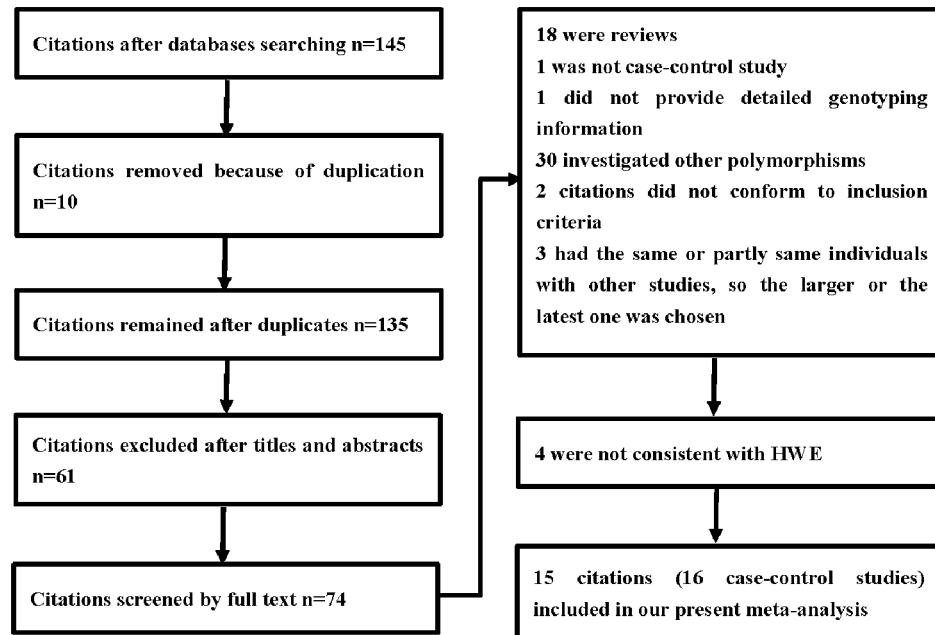 Citations after databases searching n=145
Citations removed because of duplication
n=10
Citations remained after duplicates n=135
Citations excluded after titles and abstracts
n=61
Citations screened by full text n=74
18 were reviews
1 was not case-control study
1 did not provide detailed genotyping
information
30 investigated other polymorphisms
2 citations did not conform to inclusion
criteria
3 had the same or partly same individuals
with other studies, so the larger or the
latest one was chosen
4 were not consistent with HWE
15 citations (16 case-control studies)
included in our present meta-analysis